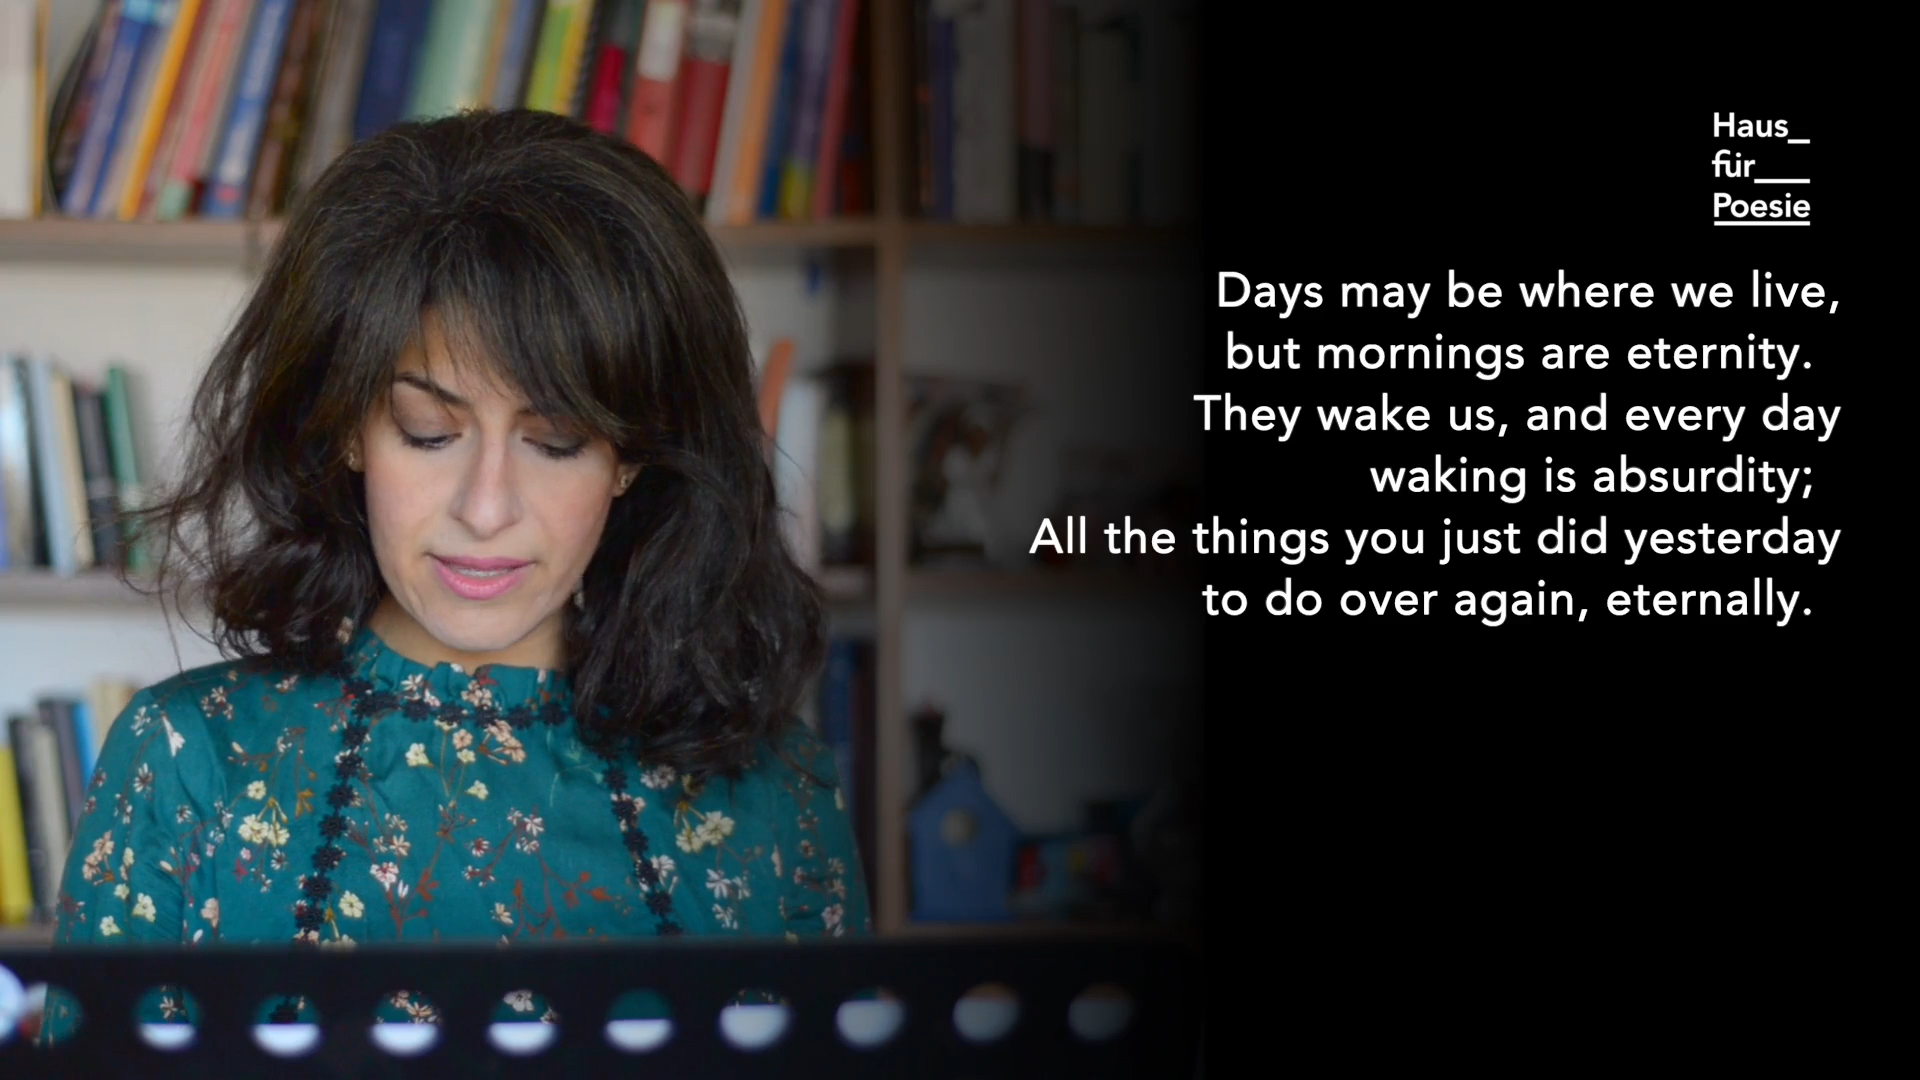 Haus_
für___
Poesie
Days may be where we live,
but mornings are eternity.
They wake us, and every day
waking is absurdity;
All the things you just did yesterday
to do over again, eternally.